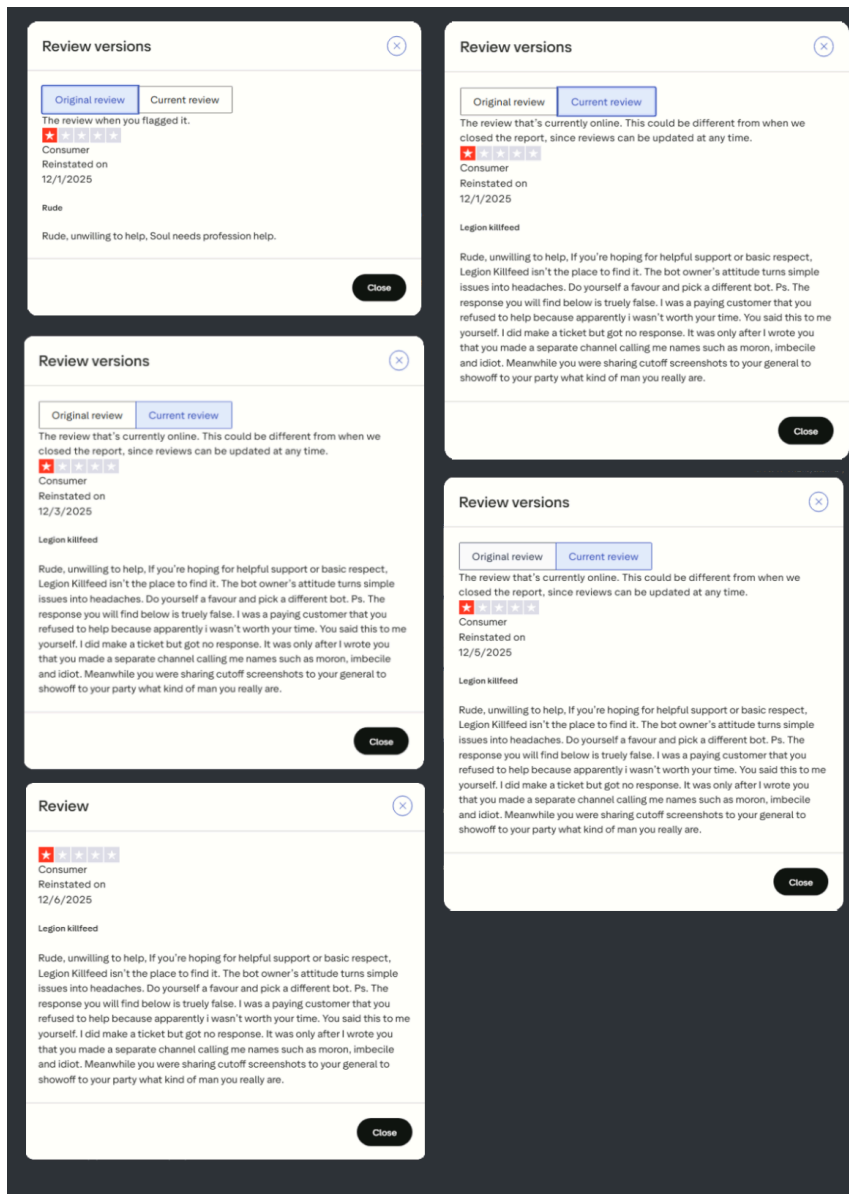 Review versions
Original review
Current review
The review when you flagged it.
Consumer
Reinstated on
12/1/2025
Rude
Rude, unwilling to help, Soul needs profession help.
Close
Review versions
Original review
Current review
The review that's currently online. This could be different from when we
closed the report, since reviews can be updated at any time.
Consumer
Reinstated on
12/1/2025
Legion killfeed
Rude, unwilling to help, If you're hoping for helpful support or basic respect,
Legion Killfeed isn't the place to find it. The bot owner's attitude turns simple
issues into headaches. Do yourself a favour and pick a different bot. Ps. The
response you will find below is truely false. I was a paying customer that you
refused to help because apparently i wasn't worth your time. You said this to me
yourself. I did make a ticket but got no response. It was only after I wrote you
that you made a separate channel calling me names such as moron, imbecile
and idiot. Meanwhile you were sharing cutoff screenshots to your general to
showoff to your party what kind of man you really are.
Close
Review versions
Original review
Current review
The review that's currently online. This could be different from when we
closed the report, since reviews can be updated at any time.
Consumer
Reinstated on
12/3/2025
Legion killfeed
Rude, unwilling to help, If you're hoping for helpful support or basic respect,
Legion Killfeed isn't the place to find it. The bot owner's attitude turns simple
issues into headaches. Do yourself a favour and pick a different bot. Ps. The
response you will find below is truely false. I was a paying customer that you
refused to help because apparently i wasn't worth your time. You said this to me
yourself. I did make a ticket but got no response. It was only after I wrote you
that you made a separate channel calling me names such as moron, imbecile
and idiot. Meanwhile you were sharing cutoff screenshots to your general to
showoff to your party what kind of man you really are.
Close
Review versions
Original review
Current review
The review that's currently online. This could be different from when we
closed the report, since reviews can be updated at any time.
Consumer
Reinstated on
12/5/2025
Legion killfeed
Rude, unwilling to help, If you're hoping for helpful support or basic respect,
Legion Killfeed isn't the place to find it. The bot owner's attitude turns simple
issues into headaches. Do yourself a favour and pick a different bot. Ps. The
response you will find below is truely false. I was a paying customer that you
refused to help because apparently i wasn't worth your time. You said this to me
yourself. I did make a ticket but got no response. It was only after I wrote you
that you made a separate channel calling me names such as moron, imbecile
and idiot. Meanwhile you were sharing cutoff screenshots to your general to
showoff to your party what kind of man you really are.
Close
Review
Consumer
Reinstated on
12/6/2025
Legion killfeed
Rude, unwilling to help, If you're hoping for helpful support or basic respect,
Legion Killfeed isn't the place to find it. The bot owner's attitude turns simple
issues into headaches. Do yourself a favour and pick a different bot. Ps. The
response you will find below is truely false. I was a paying customer that you
refused to help because apparently i wasn't worth your time. You said this to me
yourself. I did make a ticket but got no response. It was only after I wrote you
that you made a separate channel calling me names such as moron, imbecile
and idiot. Meanwhile you were sharing cutoff screenshots to your general to
showoff to your party what kind of man you really are.
Close